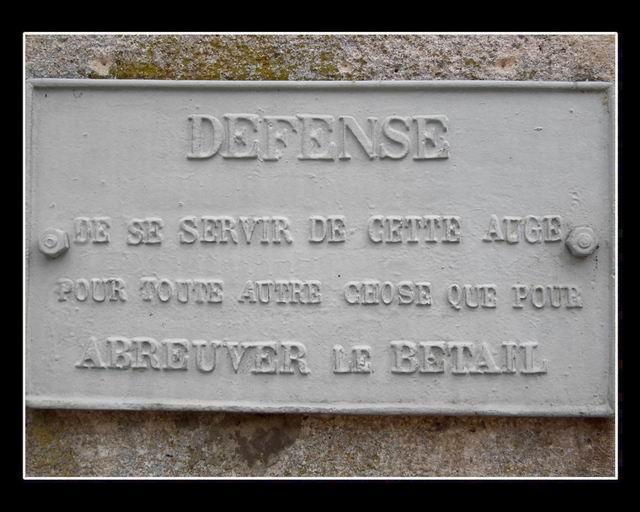 DEFENSE
DE SE SERVIR DE CETTE AUGE
POUR TOUTE AUTRE CHOSE QUE POUR
ABREUVER LE BETAIL